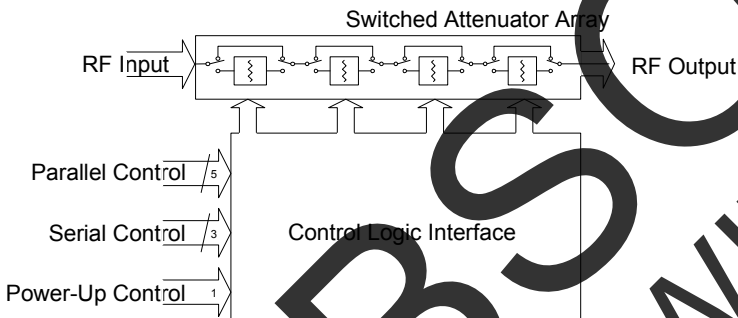 Switched Attenuator Array
RF Input
RF Output
Parallel Control
5
Serial Control
3
Control Logic Interface
Power-Up Control
1